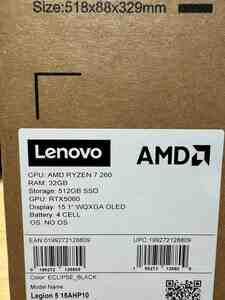 Size:518x88x329mm
Lenovo
AMD
CPU: AMD RYZEN 7 260
RAM: 32GB
Storage: 512GB SSD
GPU: RTX5060
Display: 15.1" WQXGA OLED
Battery: 4 CELL
OS: NO OS
EAN:0199272128809
UPC:199272128809
Color: ECLIPSE_BLACK
Model Name:
Legion 5 15AHP10